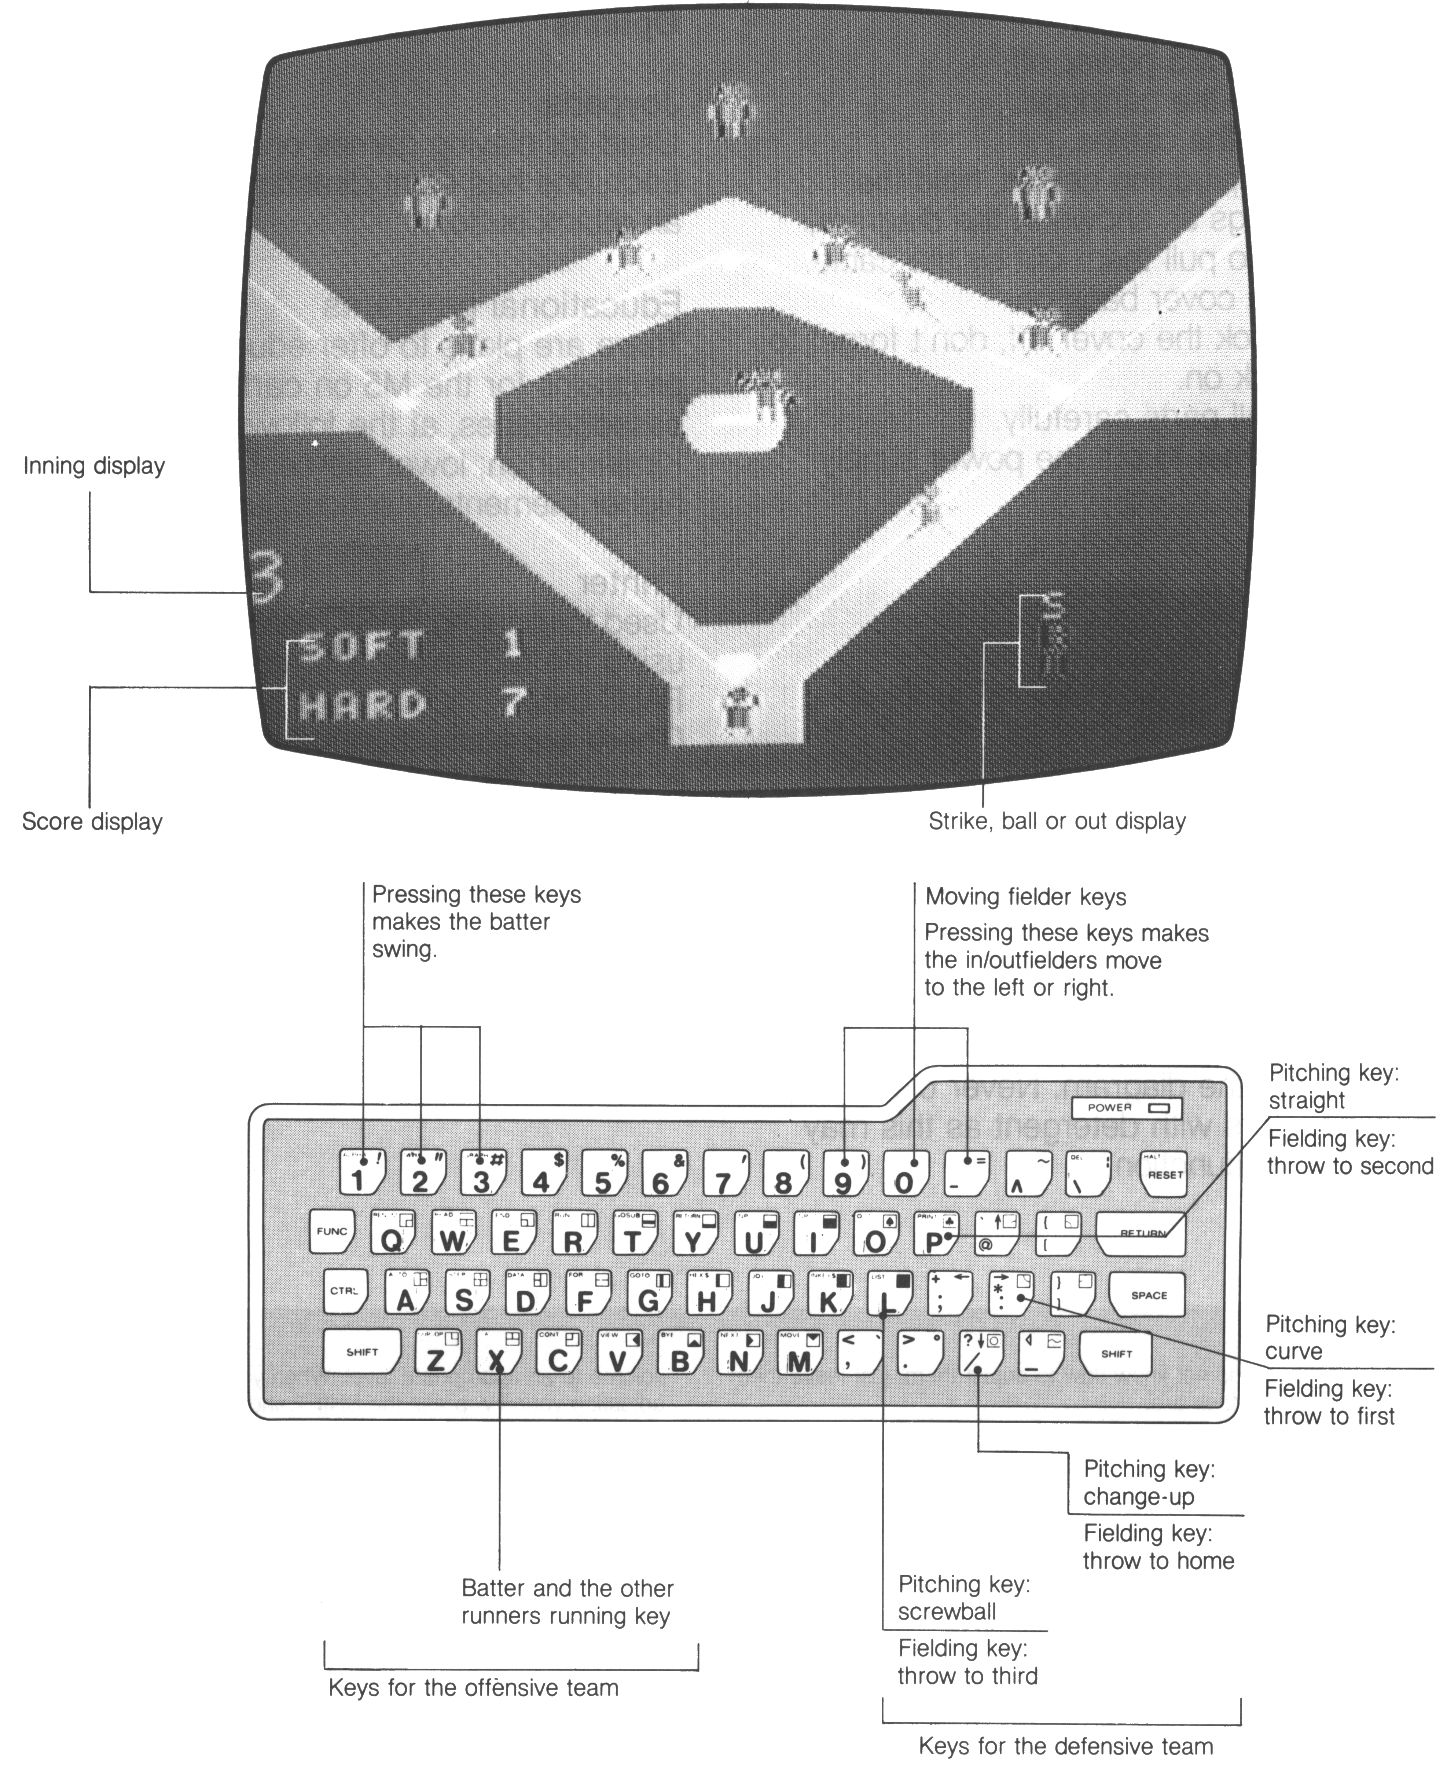 Inning display
3
SOFT 1
HARD 7
Score display
Strike, ball or out display
Pressing these keys
makes the batter
swing.
Moving fielder keys
Pressing these keys makes
the in/outfielders move
to the left or right.
Pitching key:
straight
Fielding key:
throw to second
POWER
! " # $ % & ' ( ) = ~ ¦
1 2 3 4 5 6 7 8 9 0 - ∧ \ RESET
FUNC Q W E R T Y U I O P @ [ RETURN
CTRL A S D F G H J K L ; : ] SPACE
SHIFT Z X C V B N M , . / _ SHIFT
Pitching key:
curve
Fielding key:
throw to first
Pitching key:
change-up
Fielding key:
throw to home
Batter and the other
runners running key
Pitching key:
screwball
Fielding key:
throw to third
Keys for the offensive team
Keys for the defensive team